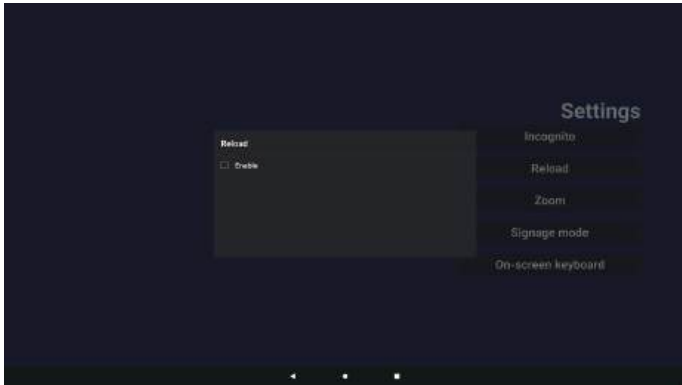 Settings
Incognito
Reload
Enable
Reload
Zoom
Signage mode
On-screen keyboard